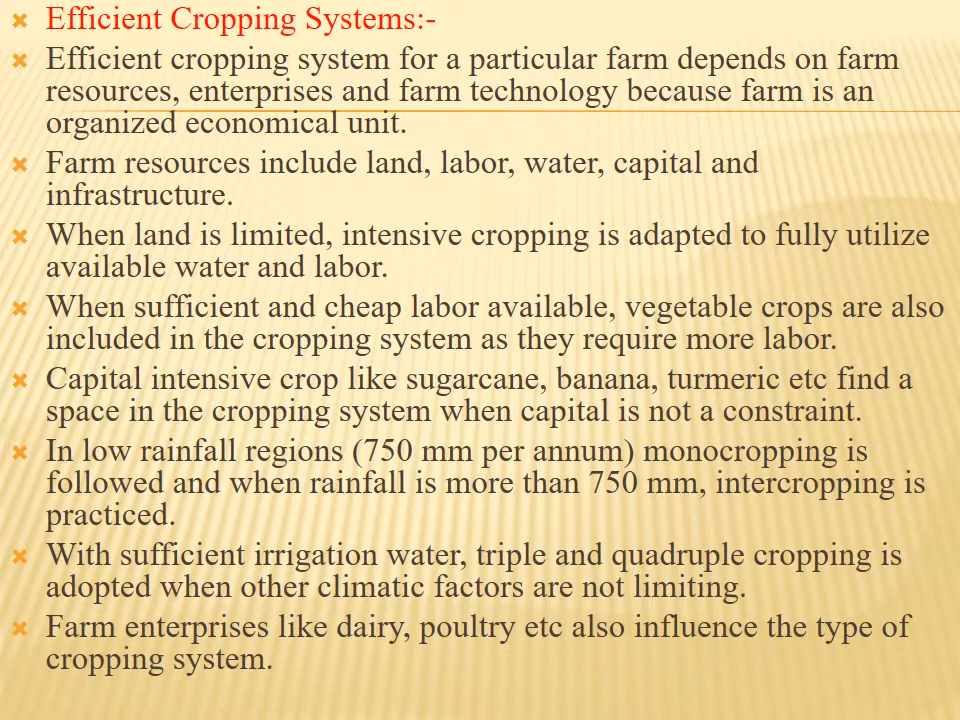 Efficient Cropping Systems:-
Efficient cropping system for a particular farm depends on farm
resources, enterprises and farm technology because farm is an
organized economical unit.
Farm resources include land, labor, water, capital and
infrastructure.
When land is limited, intensive cropping is adapted to fully utilize
available water and labor.
When sufficient and cheap labor available, vegetable crops are also
included in the cropping system as they require more labor.
Capital intensive crop like sugarcane, banana, turmeric etc find a
space in the cropping system when capital is not a constraint.
In low rainfall regions (750 mm per annum) monocropping is
followed and when rainfall is more than 750 mm, intercropping is
practiced.
With sufficient irrigation water, triple and quadruple cropping is
adopted when other climatic factors are not limiting.
Farm enterprises like dairy, poultry etc also influence the type of
cropping system.